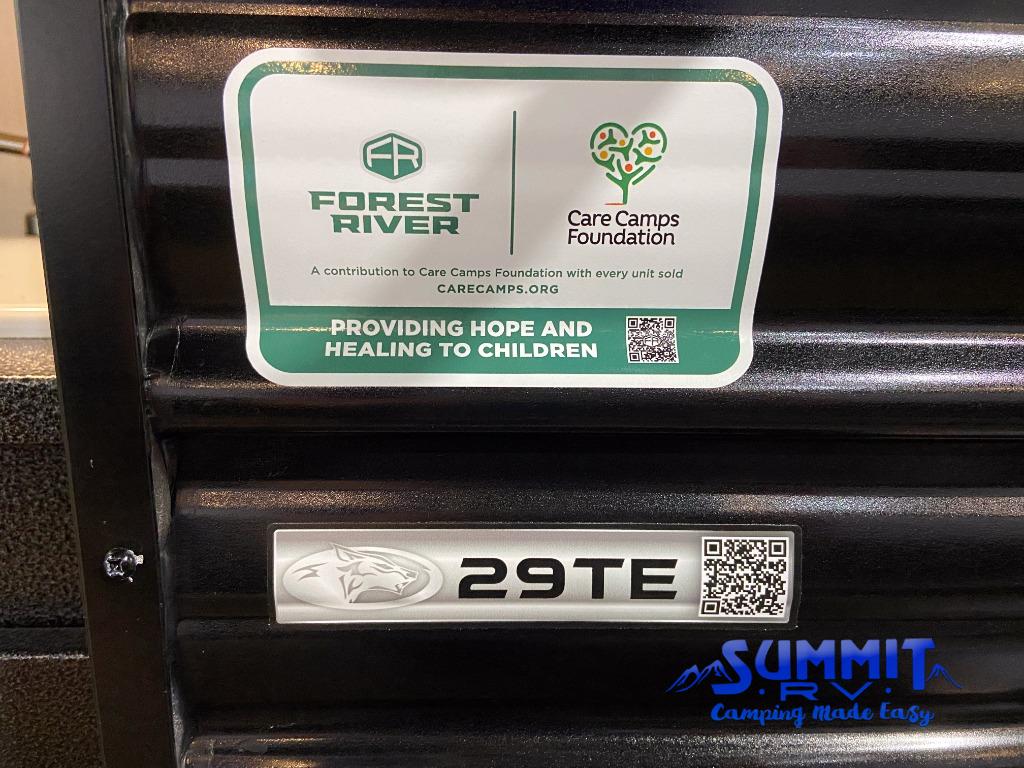 FR
FOREST
RIVER
Care Camps
Foundation
A contribution to Care Camps Foundation with every unit sold
CARECAMPS.ORG
PROVIDING HOPE AND
HEALING TO CHILDREN
29TE
SUMMIT
R.V.
Camping Made Easy